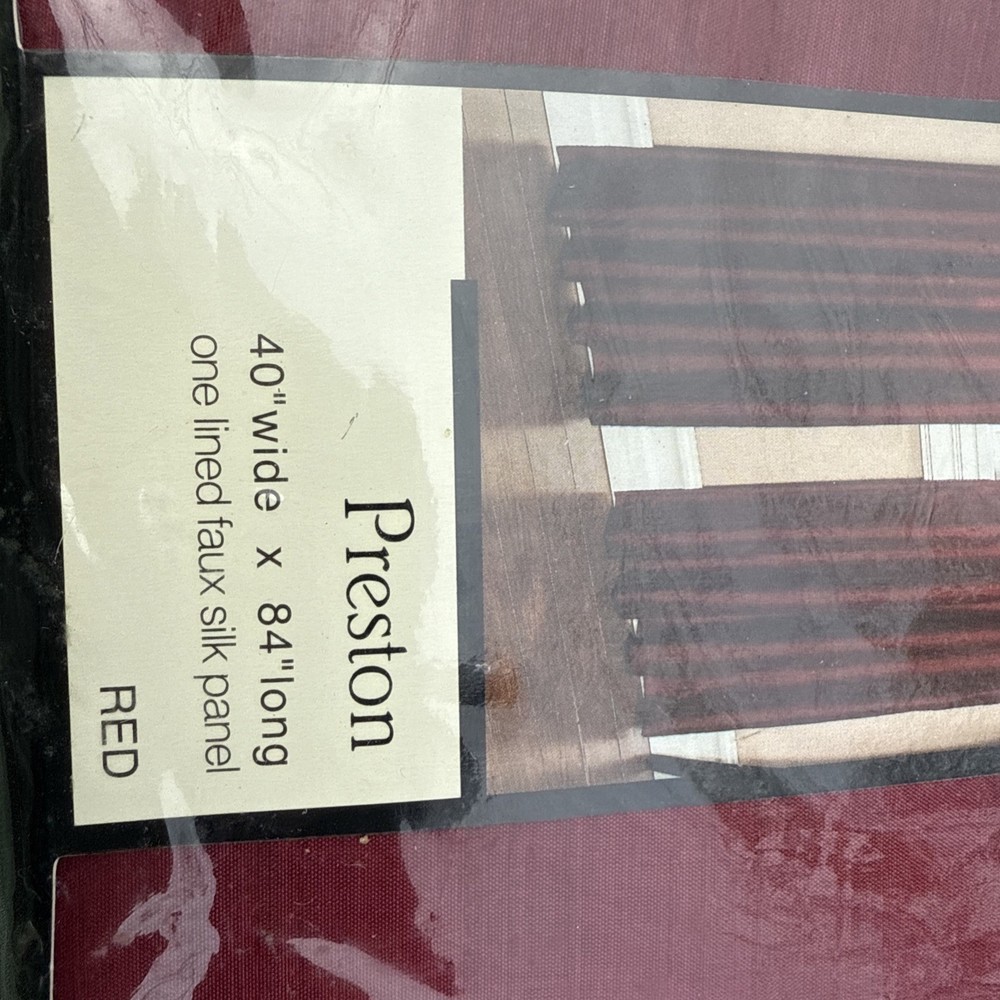 Preston
40"wide x 84"long
one lined faux silk panel
RED